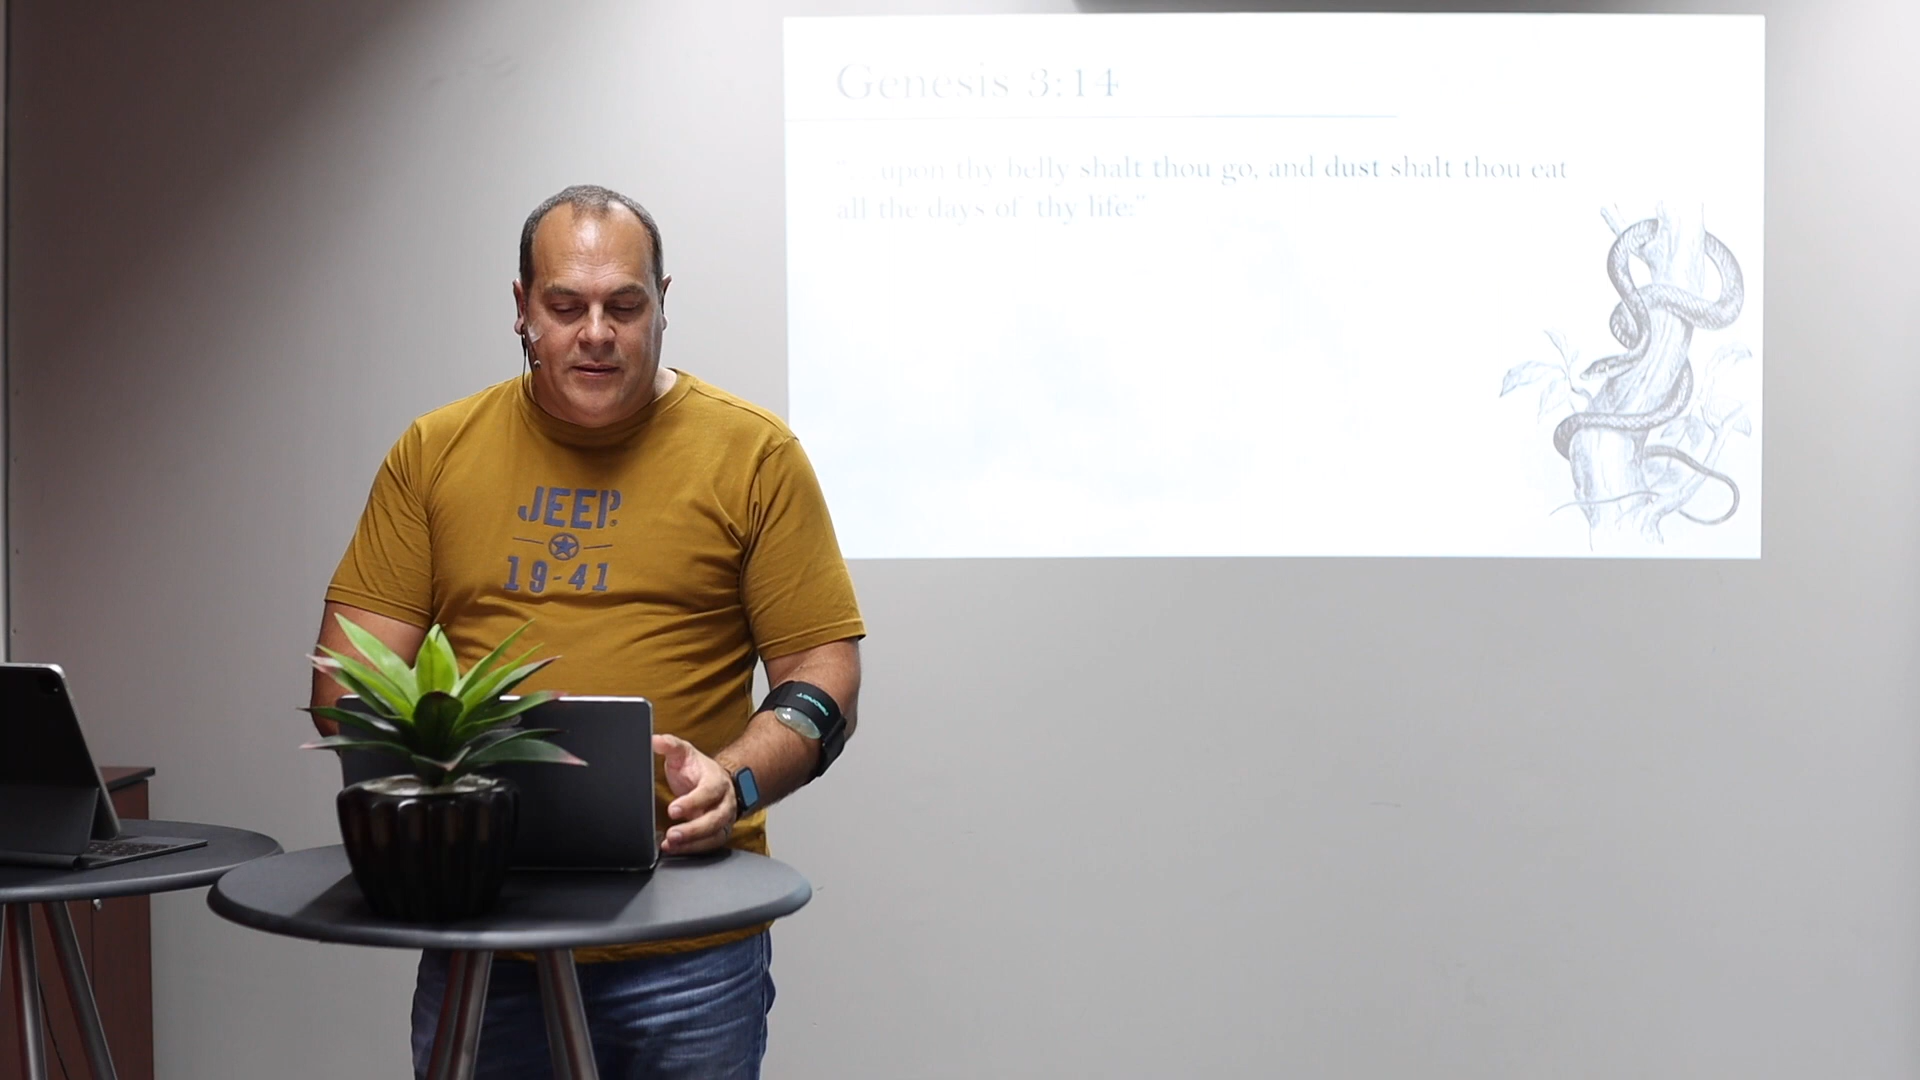 Genesis 3:14
“…upon thy belly shalt thou go, and dust shalt thou eat
all the days of thy life:”
JEEP
19-41